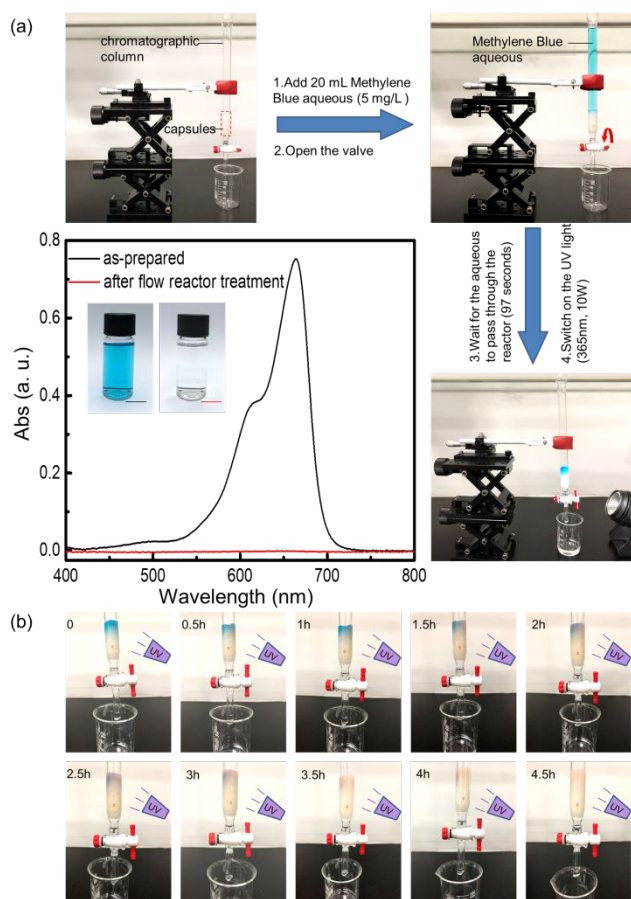 (a)
chromatographic
column
capsules
1.Add 20 mL Methylene
Blue aqueous (5 mg/L )
2.Open the valve
Methylene Blue
aqueous
3.Wait for the aqueous
to pass through the
reactor (97 seconds)
4.Switch on the UV light
(365nm, 10W)
0.8
0.6
0.4
0.2
0.0
Abs (a. u.)
as-prepared
after flow reactor treatment
400
500
600
700
800
Wavelength (nm)
(b)
0
UV
0.5h
UV
1h
UV
1.5h
UV
2h
UV
2.5h
UV
3h
UV
3.5h
UV
4h
UV
4.5h
UV